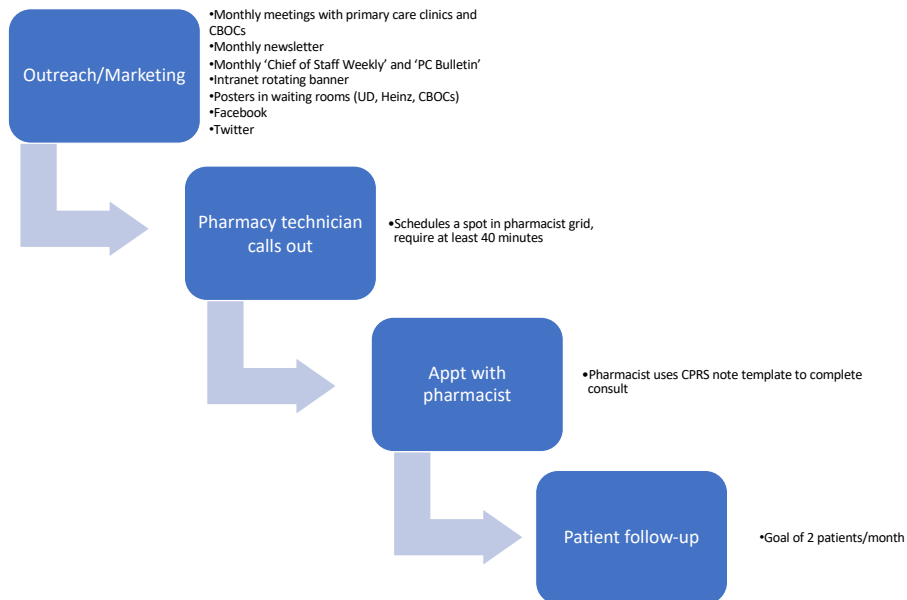 •Monthly meetings with primary care clinics and
CBOCs
•Monthly newsletter
•Monthly ‘Chief of Staff Weekly’ and ‘PC Bulletin’
•Intranet rotating banner
•Posters in waiting rooms (UD, Heinz, CBOCs)
•Facebook
•Twitter
Outreach/Marketing
Pharmacy technician
calls out
•Schedules a spot in pharmacist grid,
require at least 40 minutes
Appt with
pharmacist
•Pharmacist uses CPRS note template to complete
consult
Patient follow-up
•Goal of 2 patients/month